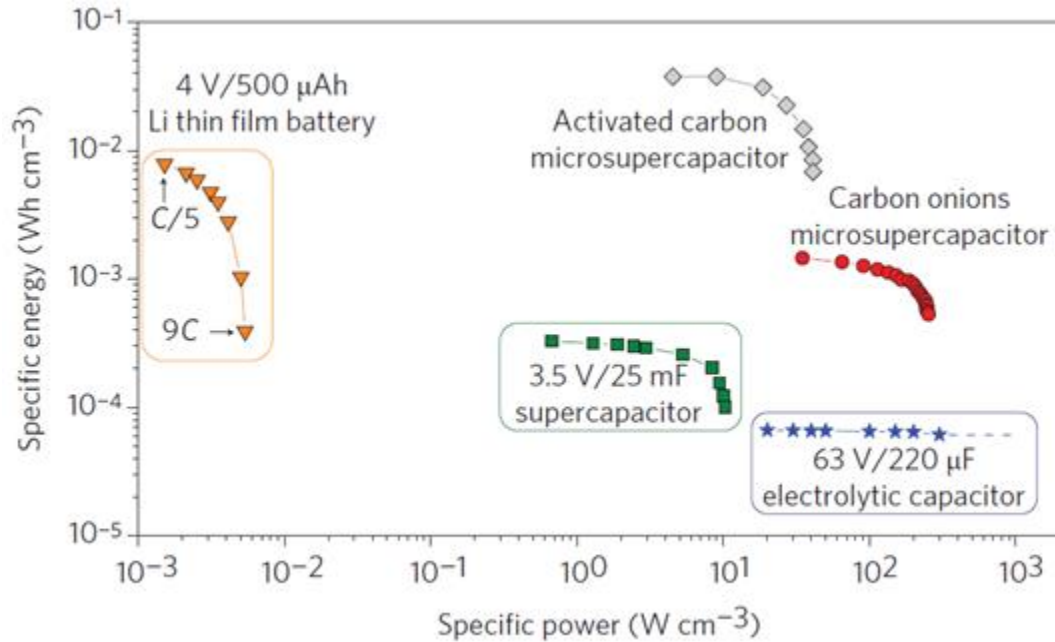 10⁻¹
4 V/500 μAh
Li thin film battery
Activated carbon
microsupercapacitor
10⁻²
C/5
Carbon onions
microsupercapacitor
Specific energy (Wh cm⁻³)
10⁻³
9C
3.5 V/25 mF
supercapacitor
10⁻⁴
63 V/220 μF
electrolytic capacitor
10⁻⁵
10⁻³ 10⁻² 10⁻¹ 10⁰ 10¹ 10² 10³
Specific power (W cm⁻³)